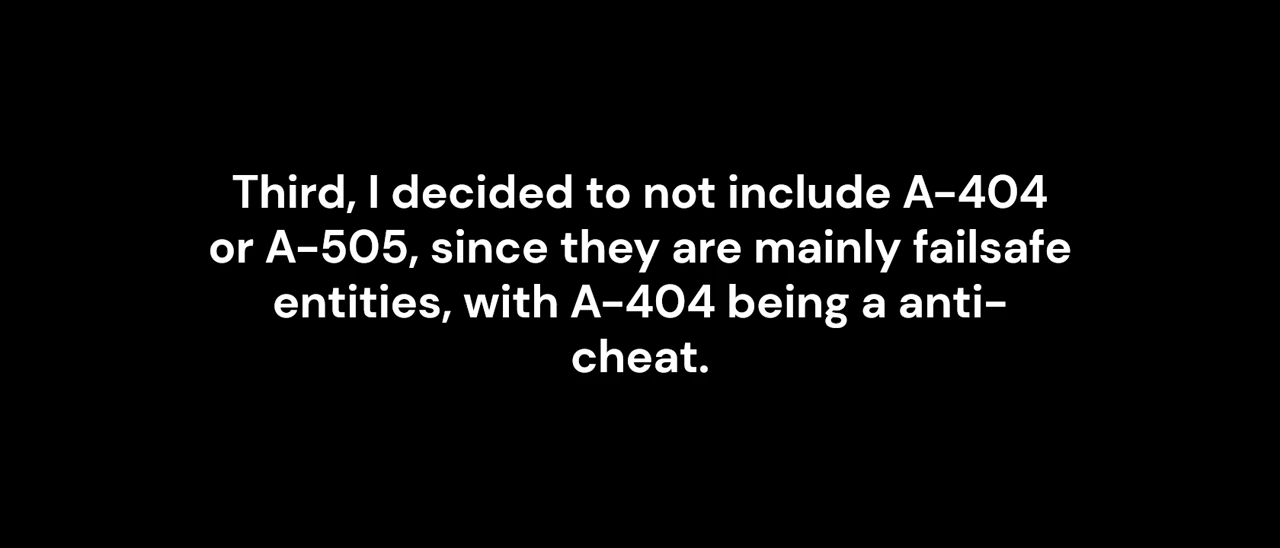 Third, I decided to not include A-404
or A-505, since they are mainly failsafe
entities, with A-404 being a anti-
cheat.